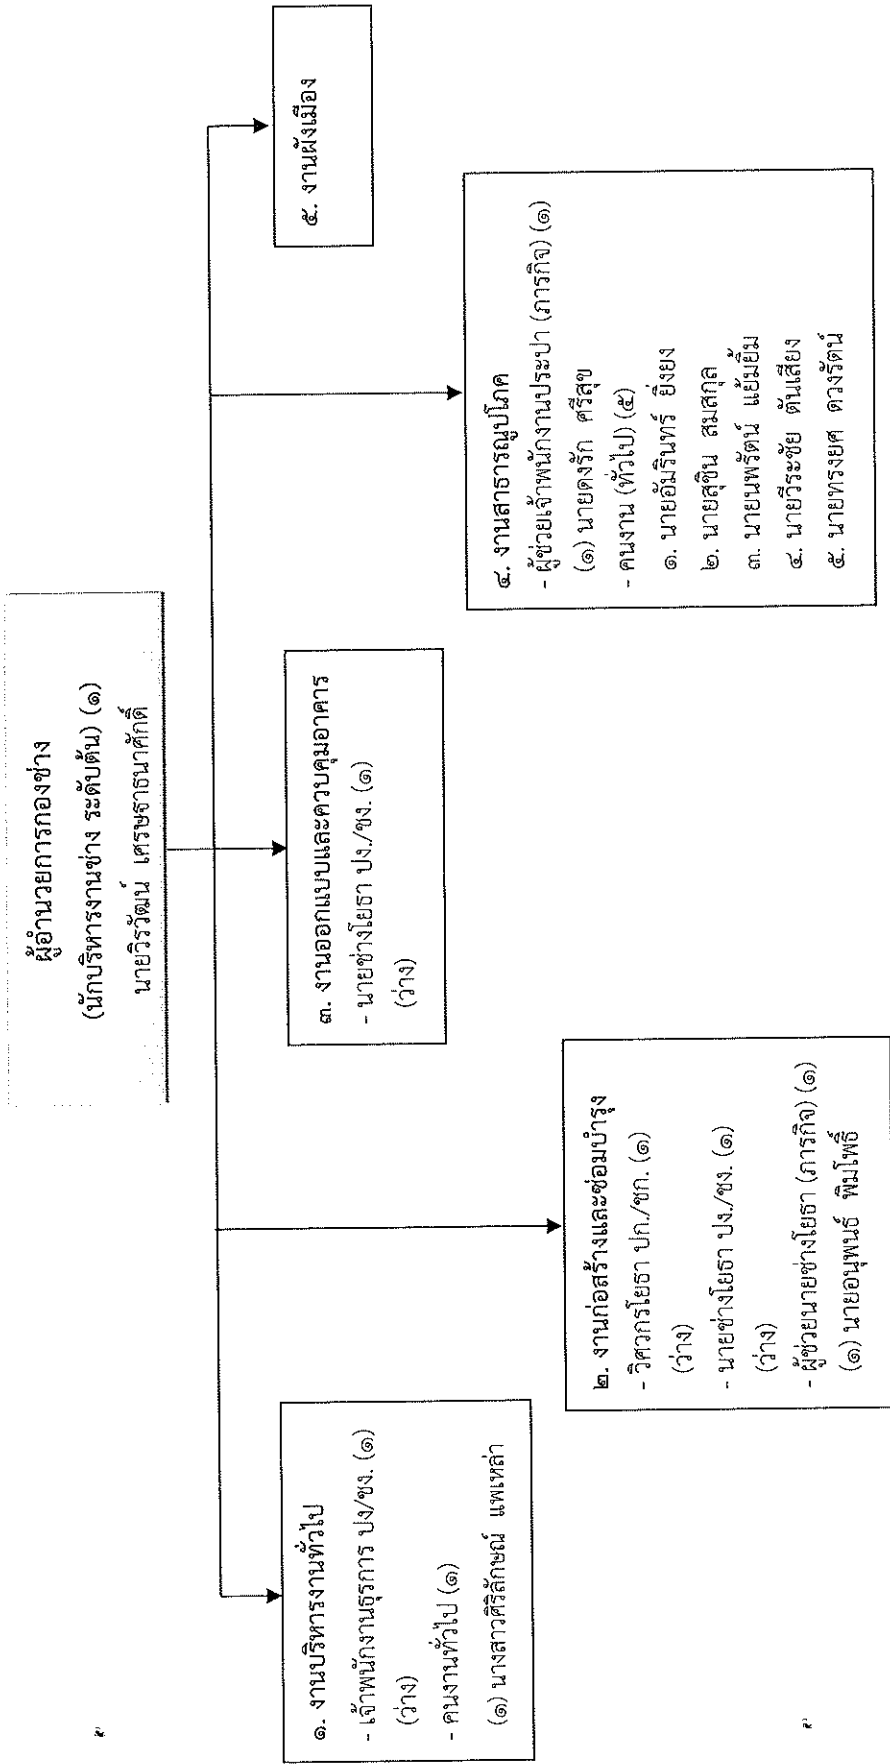 ผู้อำนวยการกองช่าง
(นักบริหารงานช่าง ระดับต้น) (๑)
นายวิรวัฒน์ เศรษฐาธนาศักดิ์
๑. งานบริหารงานทั่วไป
- เจ้าพนักงานธุรการ ปง/ชง. (๑)
(ว่าง)
- คนงานทั่วไป (๑)
(๑) นางสาวศิริลักษณ์ แพเหล่า
๒. งานก่อสร้างและซ่อมบำรุง
- วิศวกรโยธา ปก./ชก. (๑)
(ว่าง)
- นายช่างโยธา ปง./ชง. (๑)
(ว่าง)
- ผู้ช่วยนายช่างโยธา (ภารกิจ) (๑)
(๑) นายอนุพนธ์ พิมโพธิ์
๓. งานออกแบบและควบคุมอาคาร
- นายช่างโยธา ปง./ชง. (๑)
(ว่าง)
๔. งานสาธารณูปโภค
- ผู้ช่วยเจ้าพนักงานประปา (ภารกิจ) (๑)
(๑) นายดงรัก ศรีสุข
- คนงาน (ทั่วไป) (๕)
๑. นายอัมรินทร์ ยิ่งยง
๒. นายสุชิน สมสกุล
๓. นายนพรัตน์ แย้มยิ้ม
๔. นายวีระชัย ตันเสียง
๕. นายทรงยศ ดวงรัตน์
๕. งานผังเมือง